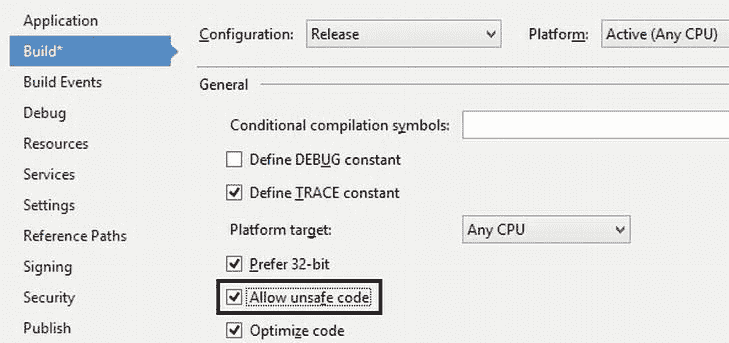 Application
Build*
Build Events
Debug
Resources
Services
Settings
Reference Paths
Signing
Security
Publish
Configuration: Release Platform: Active (Any CPU)
General
Conditional compilation symbols:
Define DEBUG constant
Define TRACE constant
Platform target: Any CPU
Prefer 32-bit
Allow unsafe code
Optimize code